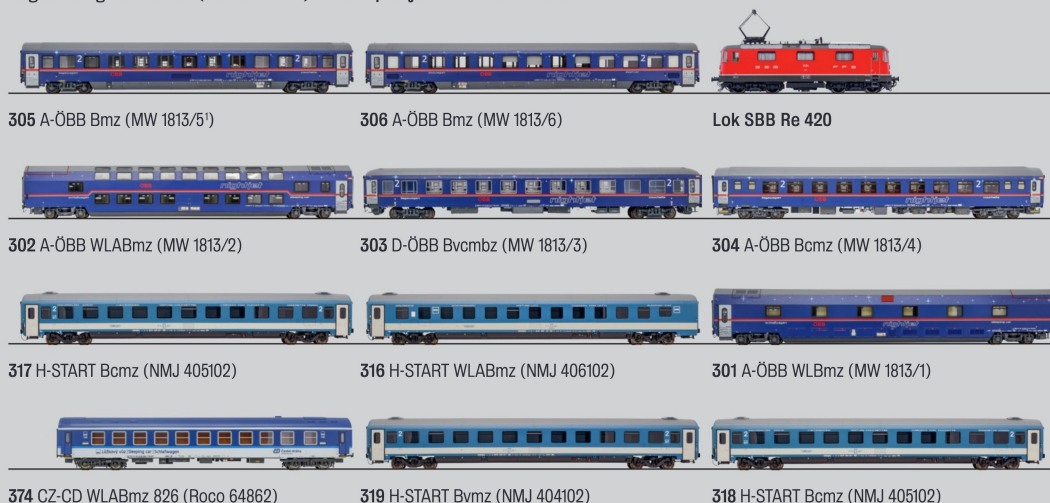 305 A-ÖBB Bmz (MW 1813/5¹)
306 A-ÖBB Bmz (MW 1813/6)
Lok SBB Re 420
302 A-ÖBB WLABmz (MW 1813/2)
303 D-ÖBB Bvcmbz (MW 1813/3)
304 A-ÖBB Bcmz (MW 1813/4)
317 H-START Bcmz (NMJ 405102)
316 H-START WLABmz (NMJ 406102)
301 A-ÖBB WLBmz (MW 1813/1)
374 CZ-CD WLABmz 826 (Roco 64862)
319 H-START Bvmz (NMJ 404102)
318 H-START Bcmz (NMJ 405102)